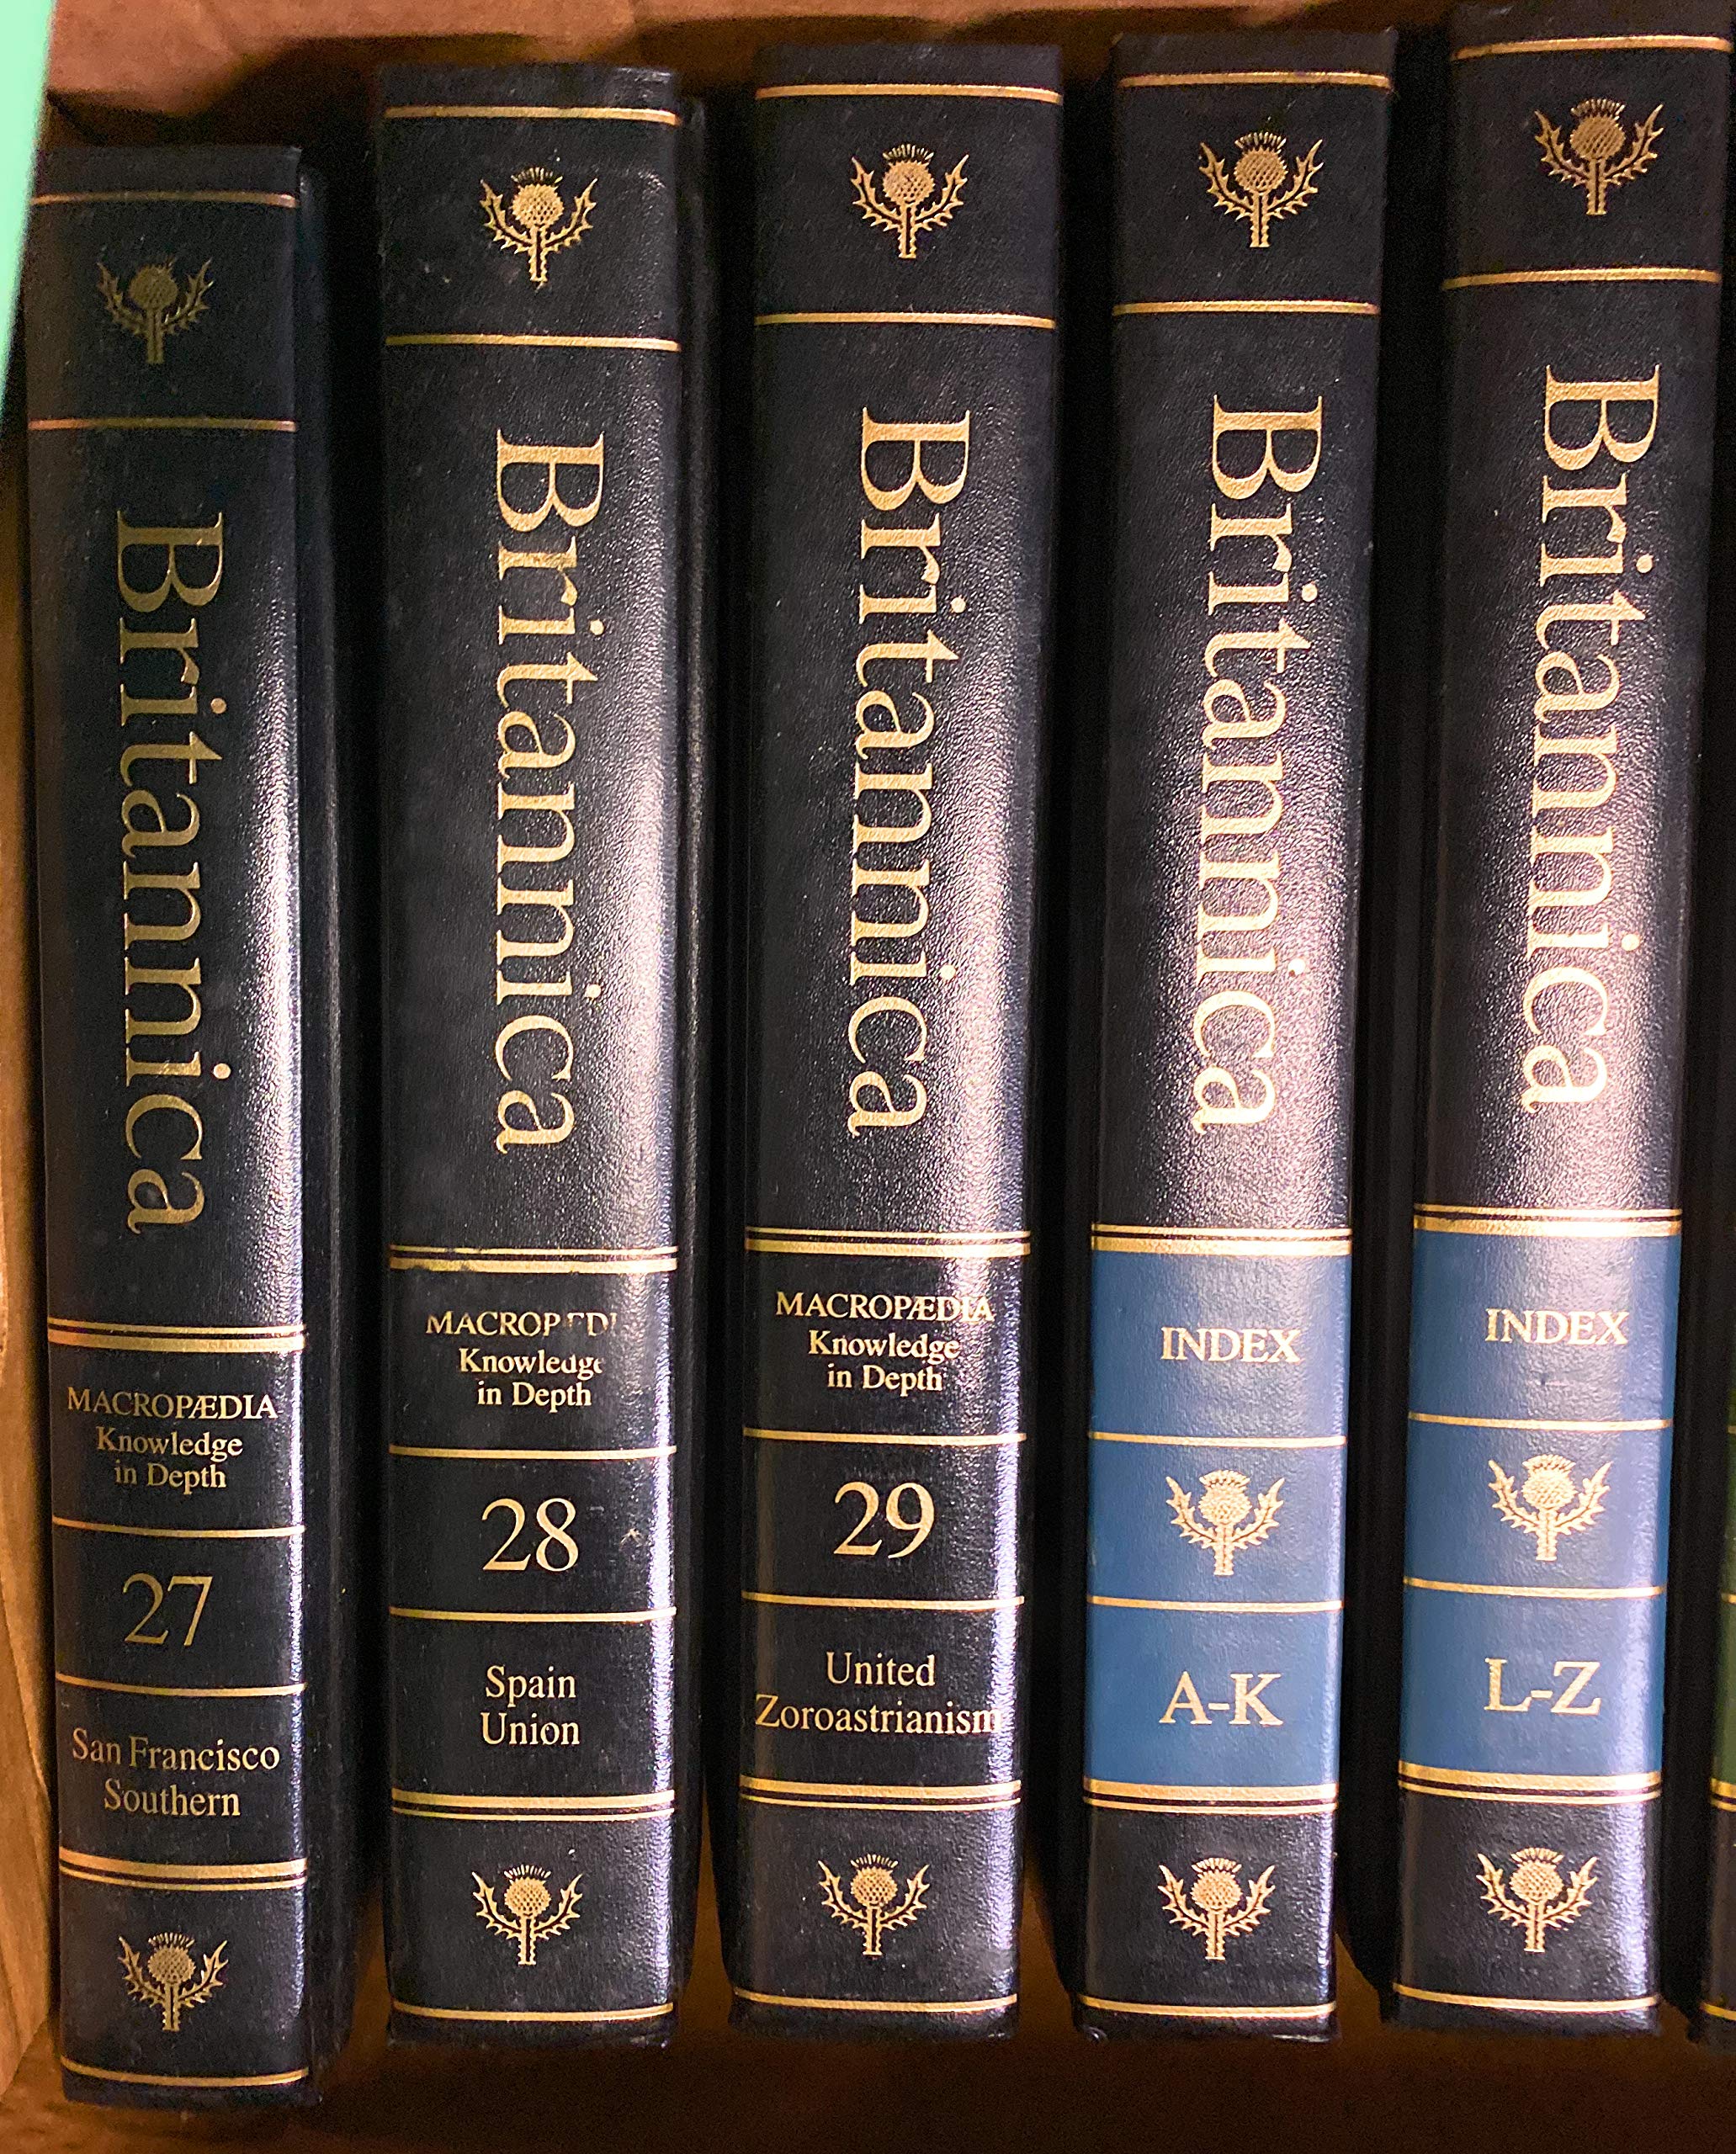 Britannica
MACROPÆDIA
Knowledge
in Depth
27
San Francisco
Southern
Britannica
MACROPÆDI
Knowledge
in Depth
28
Spain
Union
Britannica
MACROPÆDIA
Knowledge
in Depth
29
United
Zoroastrianism
Britannica
INDEX
A-K
Britannica
INDEX
L-Z